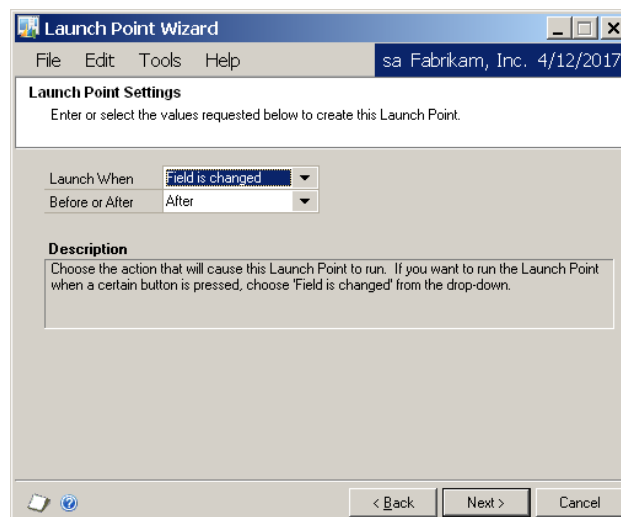 Launch Point Wizard
File Edit Tools Help sa Fabrikam, Inc. 4/12/2017
Launch Point Settings
Enter or select the values requested below to create this Launch Point.
Launch When Field is changed
Before or After After
Description
Choose the action that will cause this Launch Point to run. If you want to run the Launch Point
when a certain button is pressed, choose 'Field is changed' from the drop-down.
< Back Next > Cancel